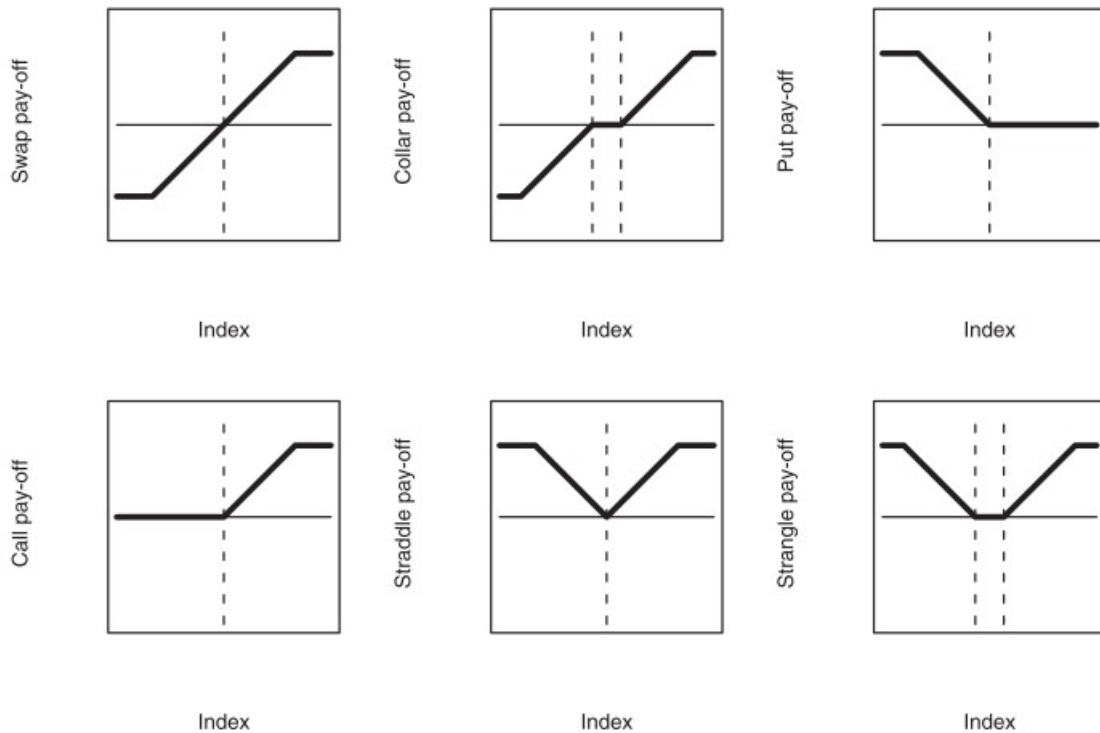 Swap pay-off
Collar pay-off
Put pay-off
Index
Index
Index
Call pay-off
Straddle pay-off
Strangle pay-off
Index
Index
Index